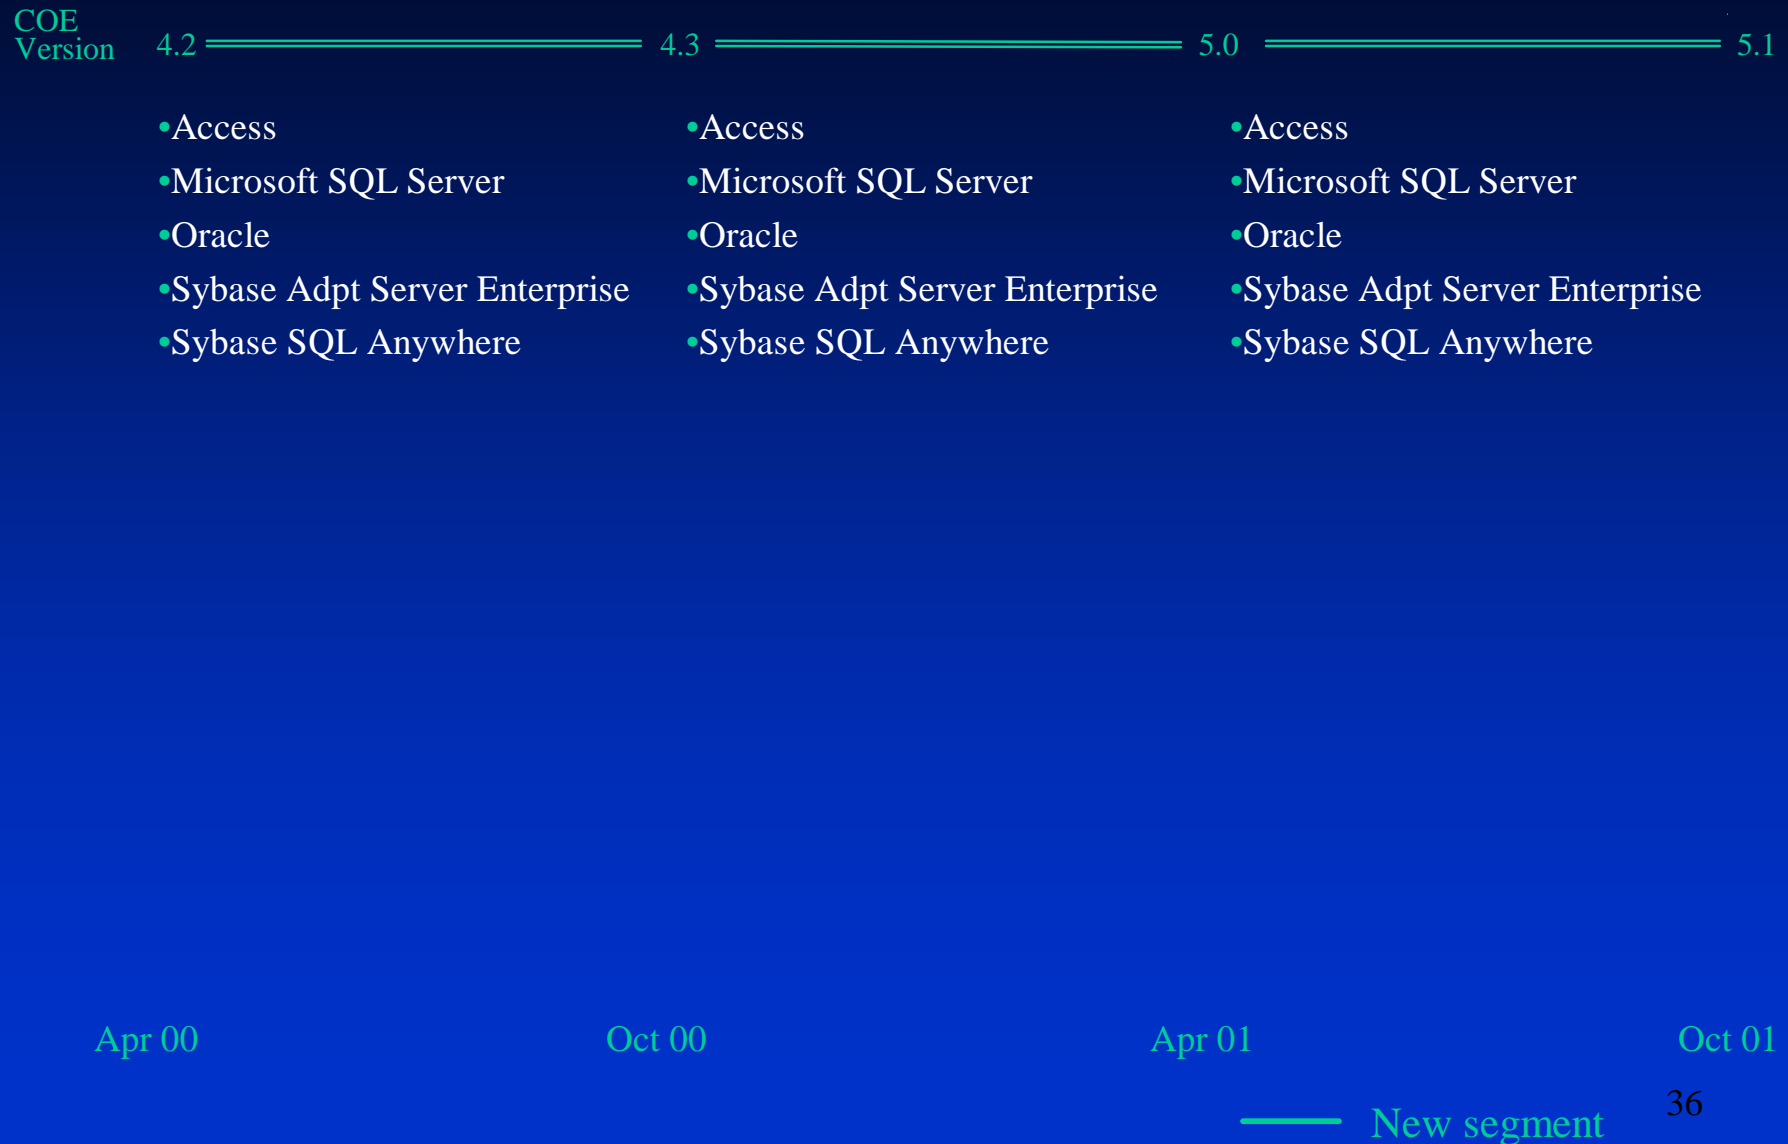 COE
Version 4.2 4.3 5.0 5.1
•Access
•Microsoft SQL Server
•Oracle
•Sybase Adpt Server Enterprise
•Sybase SQL Anywhere
•Access
•Microsoft SQL Server
•Oracle
•Sybase Adpt Server Enterprise
•Sybase SQL Anywhere
•Access
•Microsoft SQL Server
•Oracle
•Sybase Adpt Server Enterprise
•Sybase SQL Anywhere
Apr 00 Oct 00 Apr 01 Oct 01
New segment
36